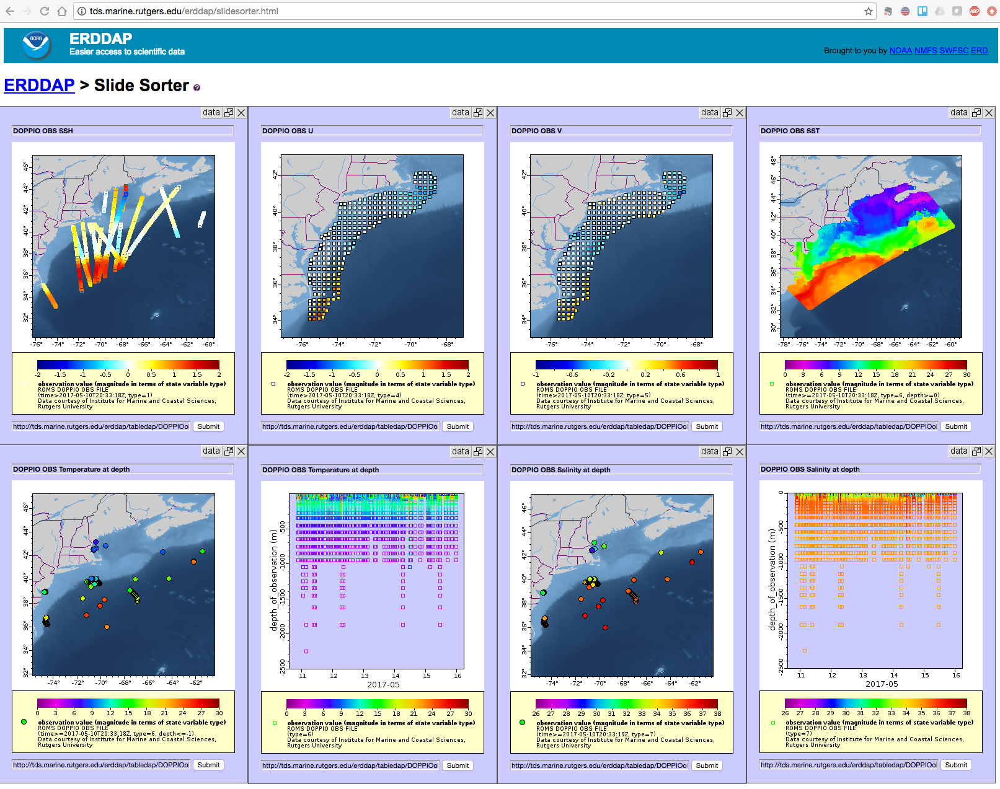 tds.marine.rutgers.edu/erddap/slidesorter.html
ABP
NOAA
ERDDAP
Easier access to scientific data
Brought to you by NOAA NMFS SWFSC ERD
ERDDAP > Slide Sorter ?
data
DOPPIO OBS SSH
46°
44°
42°
40°
38°
36°
34°
32°
-76° -74° -72° -70° -68° -66° -64° -62° -60°
-2 -1.5 -1 -0.5 0 0.5 1 1.5 2
observation value (magnitude in terms of state variable type)
ROMS DOPPIO OBS FILE
(time>2017-05-10T20:33:18Z, type=1)
Data courtesy of Institute for Marine and Coastal Sciences,
Rutgers University
http://tds.marine.rutgers.edu/erddap/tabledap/DOPPIOol Submit
data
DOPPIO OBS U
42°
40°
38°
36°
34°
-76° -74° -72° -70° -68°
-2 -1.5 -1 -0.5 0 0.5 1 1.5 2
observation value (magnitude in terms of state variable type)
ROMS DOPPIO OBS FILE
(time>2017-05-10T20:33:18Z, type=4)
Data courtesy of Institute for Marine and Coastal Sciences,
Rutgers University
http://tds.marine.rutgers.edu/erddap/tabledap/DOPPIOol Submit
data
DOPPIO OBS V
42°
40°
38°
36°
34°
-76° -74° -72° -70° -68°
-1 -0.6 -0.2 0.2 0.6 1
observation value (magnitude in terms of state variable type)
ROMS DOPPIO OBS FILE
(time>2017-05-10T20:33:18Z, type=5)
Data courtesy of Institute for Marine and Coastal Sciences,
Rutgers University
http://tds.marine.rutgers.edu/erddap/tabledap/DOPPIOol Submit
data
DOPPIO OBS SST
48°
46°
44°
42°
40°
38°
36°
34°
32°
30°
-78° -76° -74° -72° -70° -68° -66° -64° -62° -60°
0 3 6 9 12 15 18 21 24 27 30
observation value (magnitude in terms of state variable type)
ROMS DOPPIO OBS FILE
(time>=2017-05-10T20:33:18Z, type=6, depth>=0)
Data courtesy of Institute for Marine and Coastal Sciences,
Rutgers University
http://tds.marine.rutgers.edu/erddap/tabledap/DOPPIOol Submit
data
DOPPIO OBS Temperature at depth
46°
44°
42°
40°
38°
36°
34°
32°
-74° -72° -70° -68° -66° -64° -62°
0 3 6 9 12 15 18 21 24 27 30
observation value (magnitude in terms of state variable type)
ROMS DOPPIO OBS FILE
(time>=2017-05-10T20:33:18Z, type=6, depth<=-1)
Data courtesy of Institute for Marine and Coastal Sciences,
Rutgers University
http://tds.marine.rutgers.edu/erddap/tabledap/DOPPIOol Submit
data
DOPPIO OBS Temperature at depth
depth_of_observation (m)
-500
-1000
-1500
-2000
-2500
11 12 13 14 15 16
2017-05
0 3 6 9 12 15 18 21 24 27 30
observation value (magnitude in terms of state variable type)
ROMS DOPPIO OBS FILE
(type=6)
Data courtesy of Institute for Marine and Coastal Sciences,
Rutgers University
http://tds.marine.rutgers.edu/erddap/tabledap/DOPPIOol Submit
data
DOPPIO OBS Salinity at depth
46°
44°
42°
40°
38°
36°
34°
32°
-74° -72° -70° -68° -66° -64° -62°
26 27 28 29 30 31 32 33 34 35 36 37 38
observation value (magnitude in terms of state variable type)
ROMS DOPPIO OBS FILE
(time>=2017-05-10T20:33:19Z, type=7)
Data courtesy of Institute for Marine and Coastal Sciences,
Rutgers University
http://tds.marine.rutgers.edu/erddap/tabledap/DOPPIOol Submit
data
DOPPIO OBS Salinity at depth
depth_of_observation (m)
0
-500
-1000
-1500
-2000
-2500
11 12 13 14 15 16
2017-05
26 27 28 29 30 31 32 33 34 35 36 37 38
observation value (magnitude in terms of state variable type)
ROMS DOPPIO OBS FILE
(type=7)
Data courtesy of Institute for Marine and Coastal Sciences,
Rutgers University
http://tds.marine.rutgers.edu/erddap/tabledap/DOPPIOol Submit